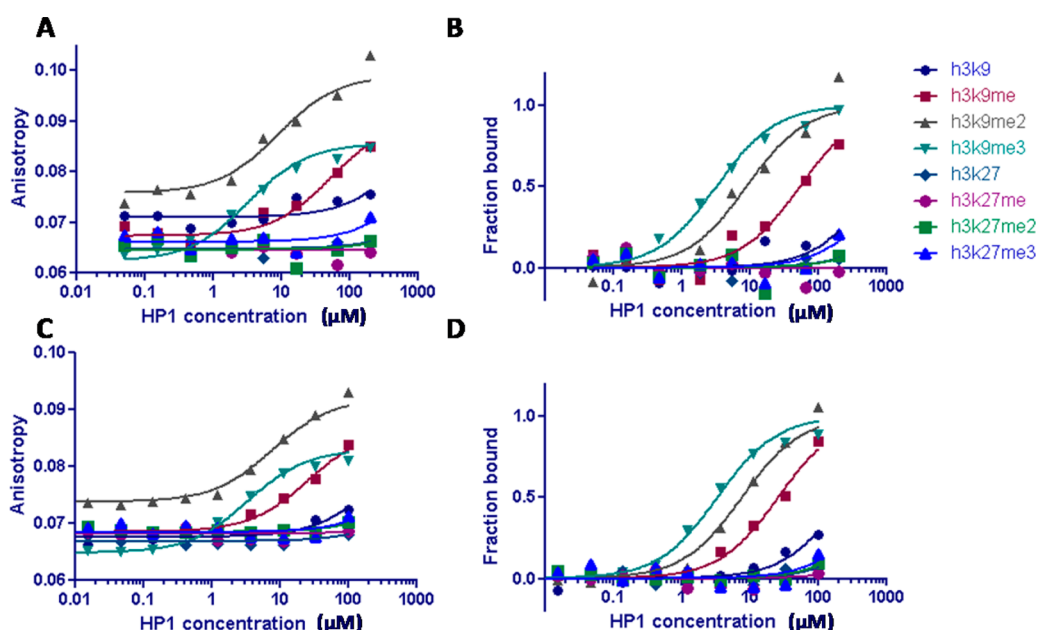 A
Anisotropy
0.10
0.09
0.08
0.07
0.06
0.01 0.1 1 10 100 1000
HP1 concentration (µM)
B
Fraction bound
1.0
0.5
0.0
0.01 0.1 1 10 100 1000
HP1 concentration (µM)
h3k9
h3k9me
h3k9me2
h3k9me3
h3k27
h3k27me
h3k27me2
h3k27me3
C
Anisotropy
0.10
0.09
0.08
0.07
0.06
0.01 0.1 1 10 100 1000
HP1 concentration (µM)
D
Fraction bound
1.0
0.5
0.0
0.01 0.1 1 10 100 1000
HP1 concentration (µM)